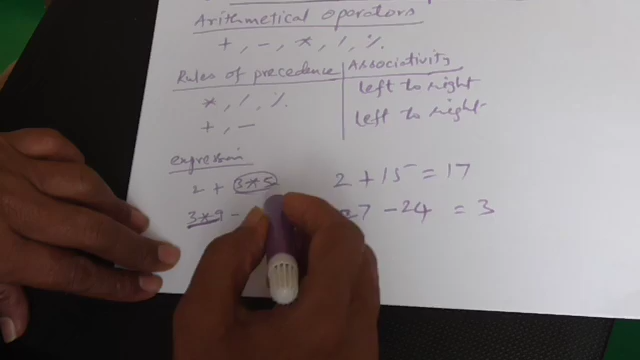 Arithmetical operators
+, -, *, /, %
Rules of precedence Associativity
*, /, % left to right
+, - left to right
expression
2 + 3*5 2 + 15 = 17
3*9 - 27 - 24 = 3